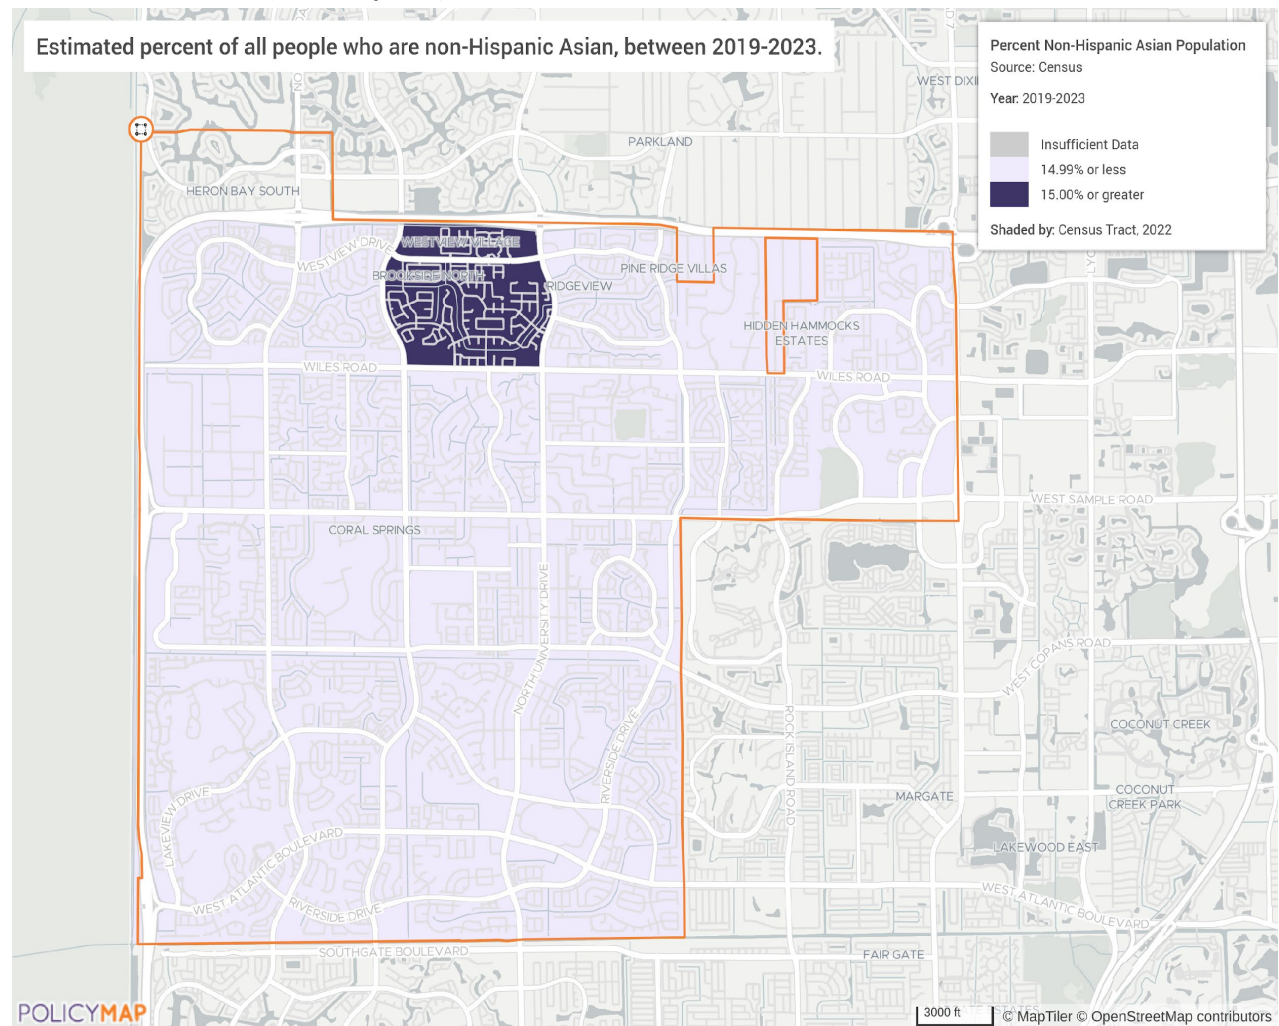 Estimated percent of all people who are non-Hispanic Asian, between 2019-2023.
Percent Non-Hispanic Asian Population
Source: Census
Year: 2019-2023
Insufficient Data
14.99% or less
15.00% or greater
Shaded by: Census Tract, 2022
PARKLAND
HERON BAY SOUTH
WESTVIEW DRIVE
WESTVIEW VILLAGE
BROOKSIDE NORTH
RIDGEVIEW
PINE RIDGE VILLAS
HIDDEN HAMMOCKS
ESTATES
WILES ROAD
WILES ROAD
WEST SAMPLE ROAD
CORAL SPRINGS
NORTH UNIVERSITY DRIVE
WEST COPANS ROAD
ROCK ISLAND ROAD
RIVERSIDE DRIVE
COCONUT CREEK
LAKEVIEW DRIVE
MARGATE
COCONUT
CREEK PARK
WEST ATLANTIC BOULEVARD
LAKEWOOD EAST
RIVERSIDE DRIVE
WEST ATLANTIC BOULEVARD
SOUTHGATE BOULEVARD
FAIR GATE
POLICYMAP
3000 ft
© MapTiler © OpenStreetMap contributors